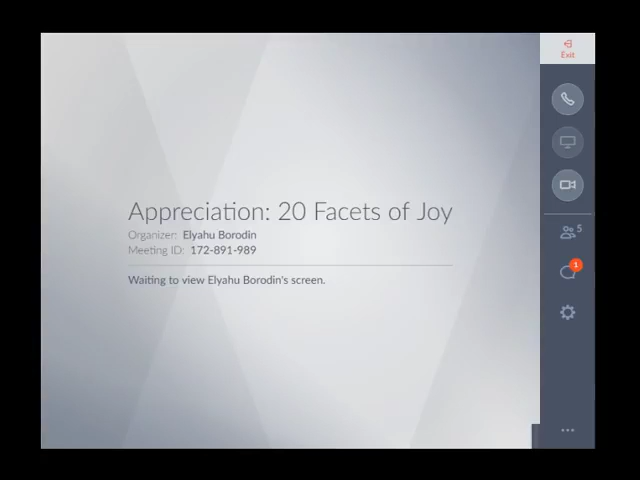 Exit
Appreciation: 20 Facets of Joy
Organizer: Elyahu Borodin
Meeting ID: 172-891-989
Waiting to view Elyahu Borodin's screen.
5
1